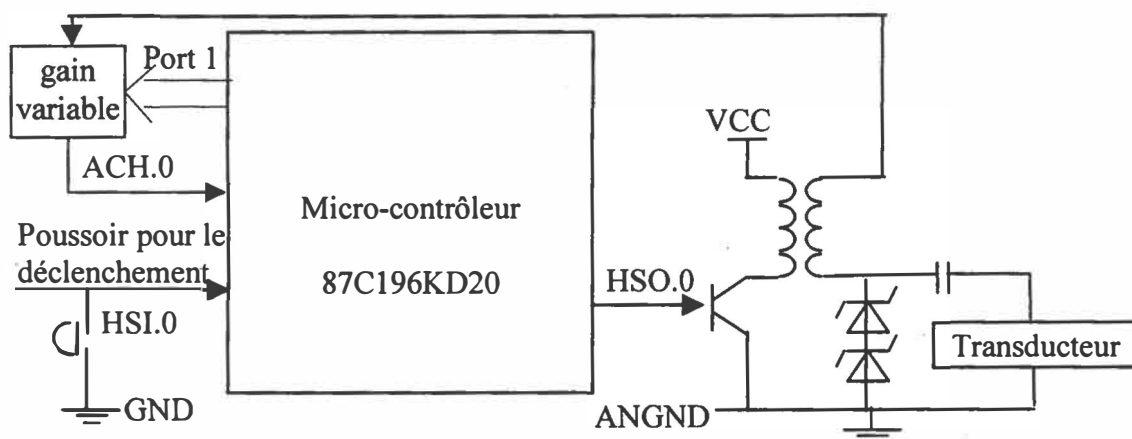 gain
variable
Port 1
ACH.0
Poussoir pour le
déclenchement
HSI.0
GND
Micro-contrôleur
87C196KD20
HSO.0
VCC
ANGND
Transducteur